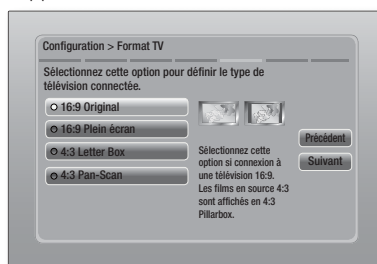 Configuration > Format TV
Sélectionnez cette option pour définir le type de
télévision connectée.
16:9 Original
16:9 Plein écran
4:3 Letter Box
4:3 Pan-Scan
Sélectionnez cette
option si connexion à
une télévision 16:9.
Les films en source 4:3
sont affichés en 4:3
Pillarbox.
Précédent
Suivant